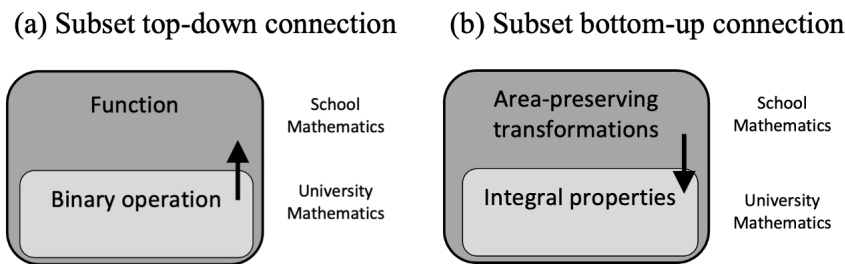 (a) Subset top-down connection
Function
School
Mathematics
Binary operation
University
Mathematics
(b) Subset bottom-up connection
Area-preserving
transformations
School
Mathematics
Integral properties
University
Mathematics